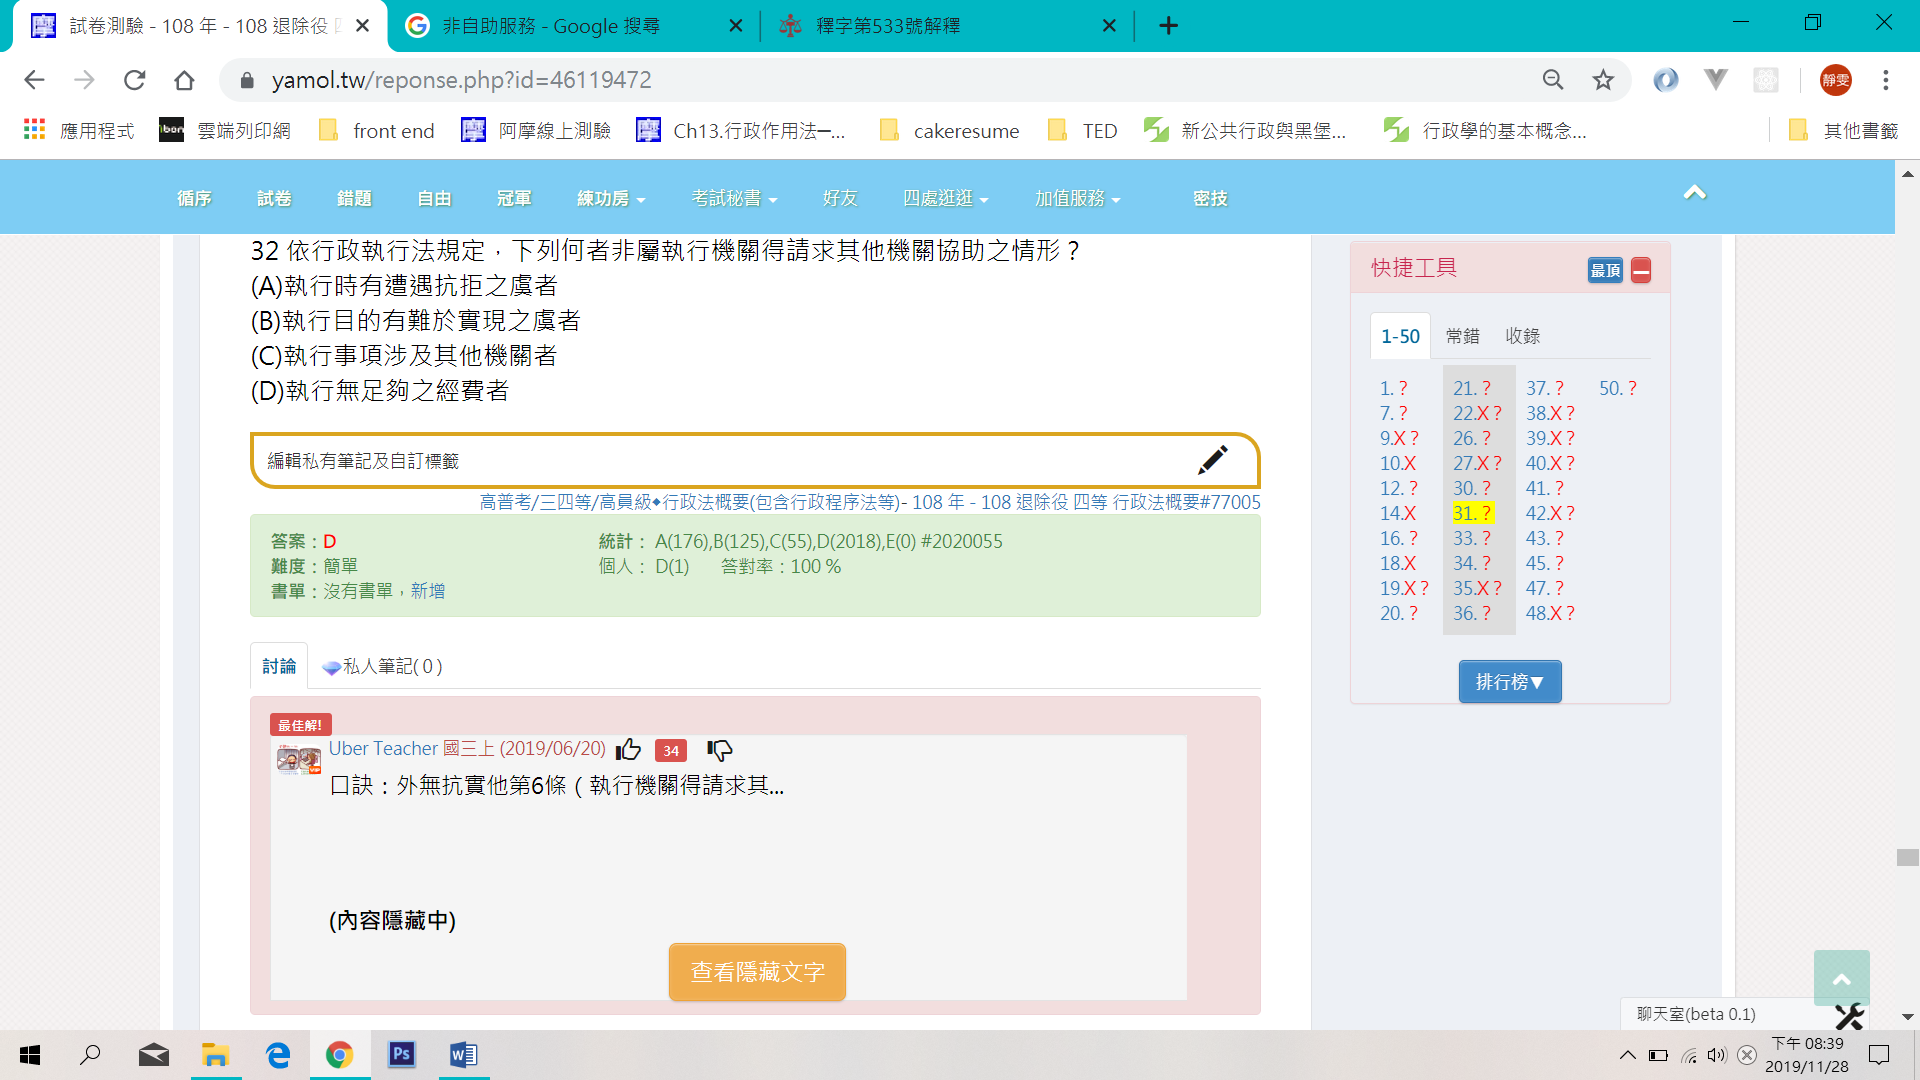 試卷測驗 - 108 年 - 108 退除役
非自助服務 - Google 搜尋
釋字第533號解釋
yamol.tw/reponse.php?id=46119472
靜雯
應用程式
ibon
雲端列印網
front end
阿摩線上測驗
Ch13.行政作用法─...
cakeresume
TED
新公共行政與黑堡...
行政學的基本概念...
其他書籤
循序
試卷
錯題
自由
冠軍
練功房
考試秘書
好友
四處逛逛
加值服務
密技
32 依行政執行法規定，下列何者非屬執行機關得請求其他機關協助之情形？
(A)執行時有遭遇抗拒之虞者
(B)執行目的有難於實現之虞者
(C)執行事項涉及其他機關者
(D)執行無足夠之經費者
編輯私有筆記及自訂標籤
高普考/三四等/高員級◆行政法概要(包含行政程序法等)- 108 年 - 108 退除役 四等 行政法概要#77005
答案：D
統計： A(176),B(125),C(55),D(2018),E(0) #2020055
難度：簡單
個人： D(1) 答對率：100 %
書單：沒有書單，新增
討論
私人筆記( 0 )
最佳解!
Uber Teacher 國三上 (2019/06/20) 34
口訣：外無抗實他第6條（執行機關得請求其...
(內容隱藏中)
查看隱藏文字
快捷工具
最頂
1-50 常錯 收錄
1. ? 21. ? 37. ? 50. ?
7. ? 22.X ? 38.X ?
9.X ? 26. ? 39.X ?
10.X 27.X ? 40.X ?
12. ? 30. ? 41. ?
14.X 31. ? 42.X ?
16. ? 33. ? 43. ?
18.X 34. ? 45. ?
19.X ? 35.X ? 47. ?
20. ? 36. ? 48.X ?
排行榜▼
聊天室(beta 0.1)
Ps
下午 08:39
2019/11/28